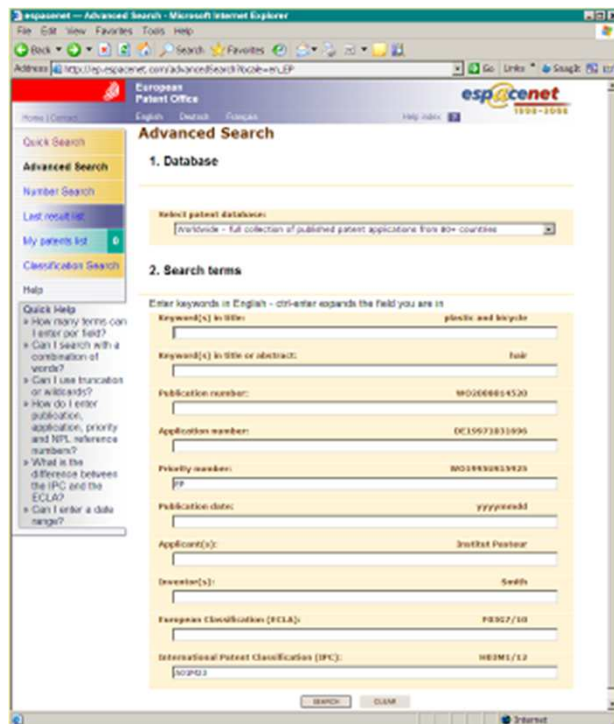 espacenet — Advanced Search - Microsoft Internet Explorer
File Edit View Favorites Tools Help
Back Search Favorites
Address http://ep.espacenet.com/advancedSearch?locale=en_EP Go Links SnagIt
European
Patent Office
espacenet
Home | Contact
English Deutsch Français Help index ?
Quick Search
Advanced Search
Number Search
Last result list
My patents list 0
Classification Search
Help
Quick Help
» How many terms can
I enter per field?
» Can I search with a
combination of
words?
» Can I use truncation
or wildcards?
» How do I enter
publication,
application, priority
and NPL reference
numbers?
» What is the
difference between
the IPC and the
ECLA?
» Can I enter a date
range?
Advanced Search
1. Database
Select patent database:
Worldwide - full collection of published patent applications from 80+ countries
2. Search terms
Enter keywords in English - ctrl-enter expands the field you are in
Keyword(s) in title: plastic and bicycle
Keyword(s) in title or abstract: hair
Publication number: WO2008014520
Application number: DE19971031696
Priority number: WO1995US15925
EP
Publication date: yyyymmdd
Applicant(s): Institut Pasteur
Inventor(s): Smith
European Classification (ECLA): F03G7/10
International Patent Classification (IPC): H03M1/12
SEARCH CLEAR
Internet